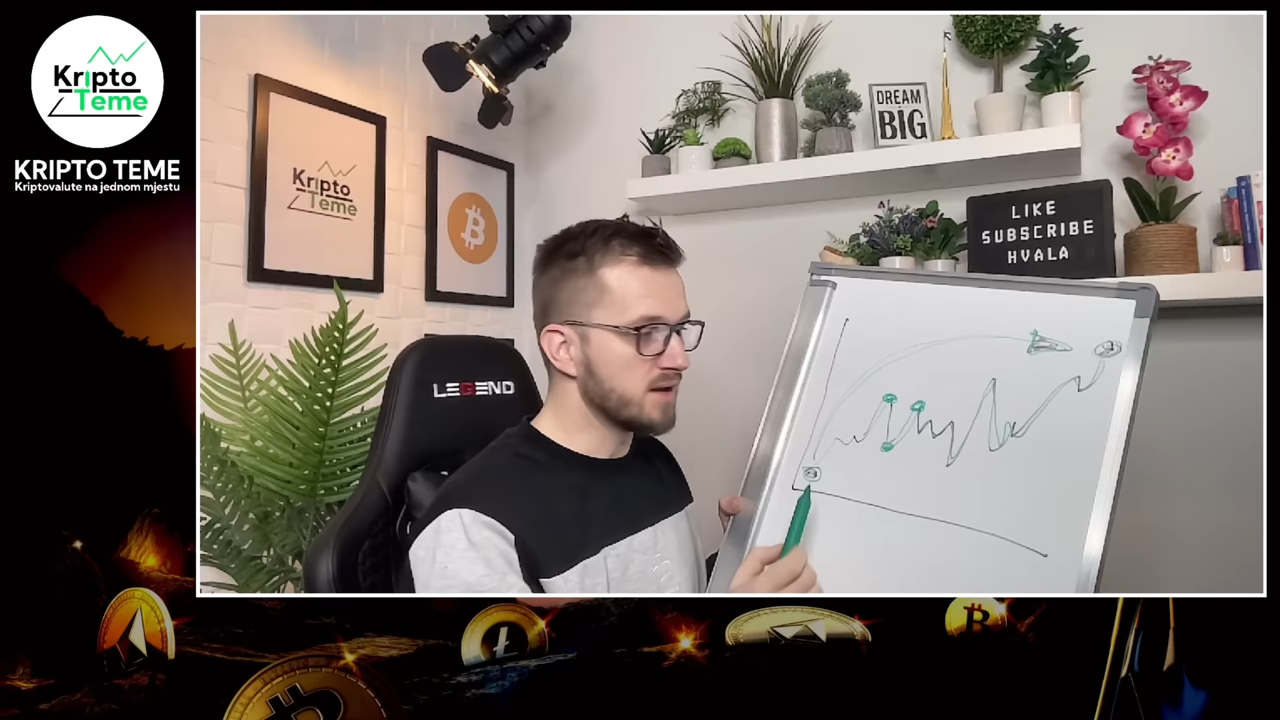 Kripto
Teme
KRIPTO TEME
Kriptovalute na jednom mjestu
Kripto
Teme
DREAM
BIG
LIKE
SUBSCRIBE
HVALA
LEGEND